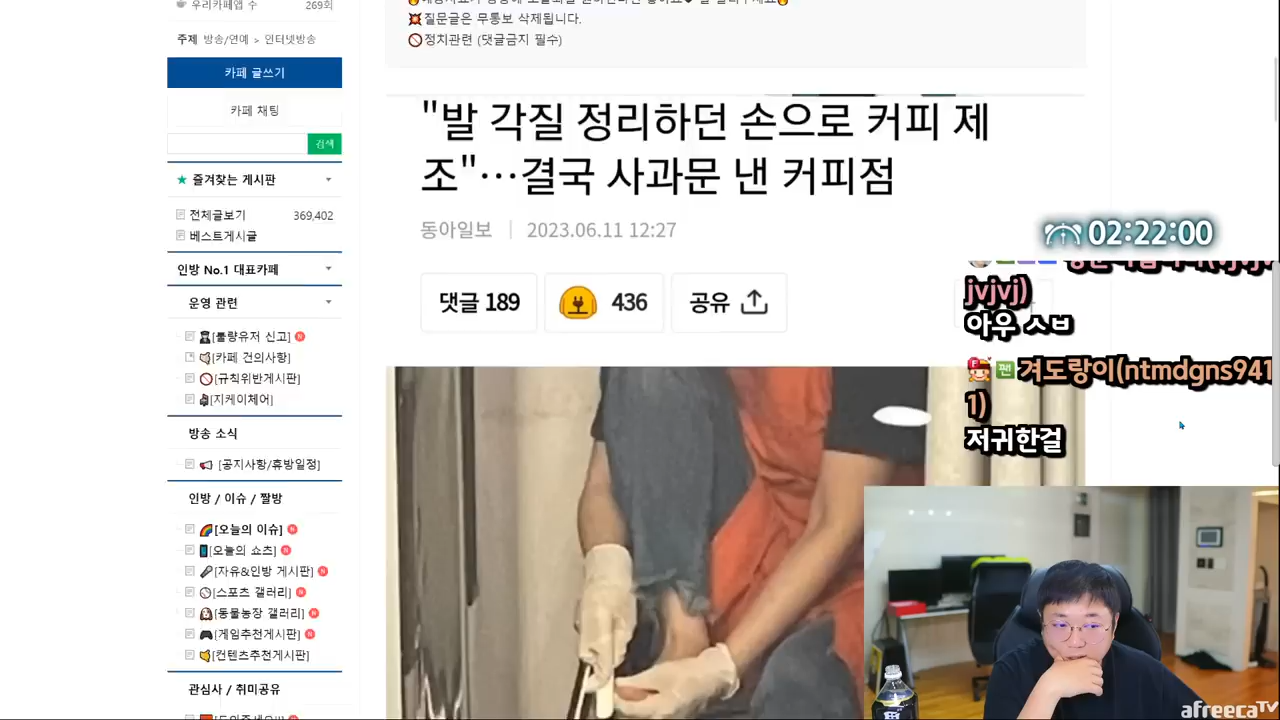 우리카페앱 수 269회
주제 방송/연예 > 인터넷방송
카페 글쓰기
카페 채팅
검색
즐겨찾는 게시판
전체글보기 369,402
베스트게시글
인방 No.1 대표카페
운영 관련
[불량유저 신고]
[카페 건의사항]
[규칙위반게시판]
[지케이체어]
방송 소식
[공지사항/휴방일정]
인방 / 이슈 / 짤방
[오늘의 이슈]
[오늘의 쇼츠]
[자유&인방 게시판]
[스포츠 갤러리]
[동물농장 갤러리]
[게임추천게시판]
[컨텐츠추천게시판]
관심사 / 취미공유
질문글은 무통보 삭제됩니다.
정치관련 (댓글금지 필수)
"발 각질 정리하던 손으로 커피 제
조"…결국 사과문 낸 커피점
동아일보 | 2023.06.11 12:27
댓글 189 436 공유
02:22:00
jvjvj)
아우 ㅅㅂ
팬 겨도랑이(ntmdgns941
1)
저귀한걸
afreecaTV